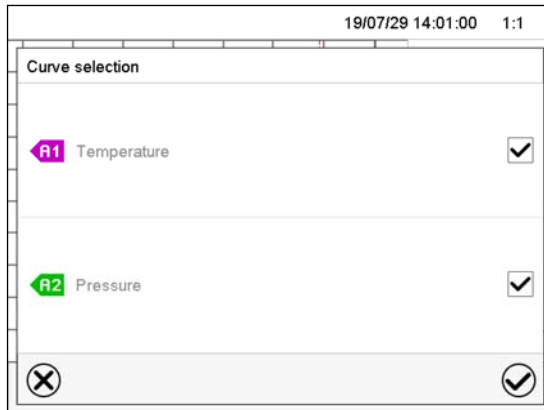 19/07/29 14:01:00 1:1
Curve selection
A1 Temperature
A2 Pressure